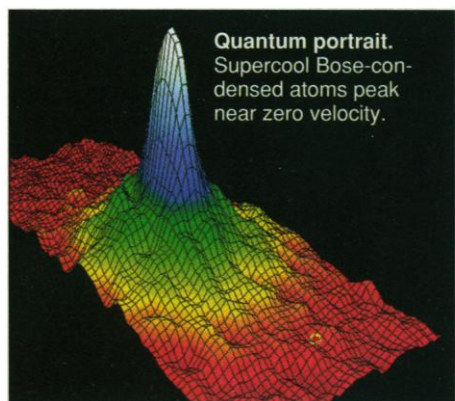 Quantum portrait.
Supercool Bose-con-
densed atoms peak
near zero velocity.